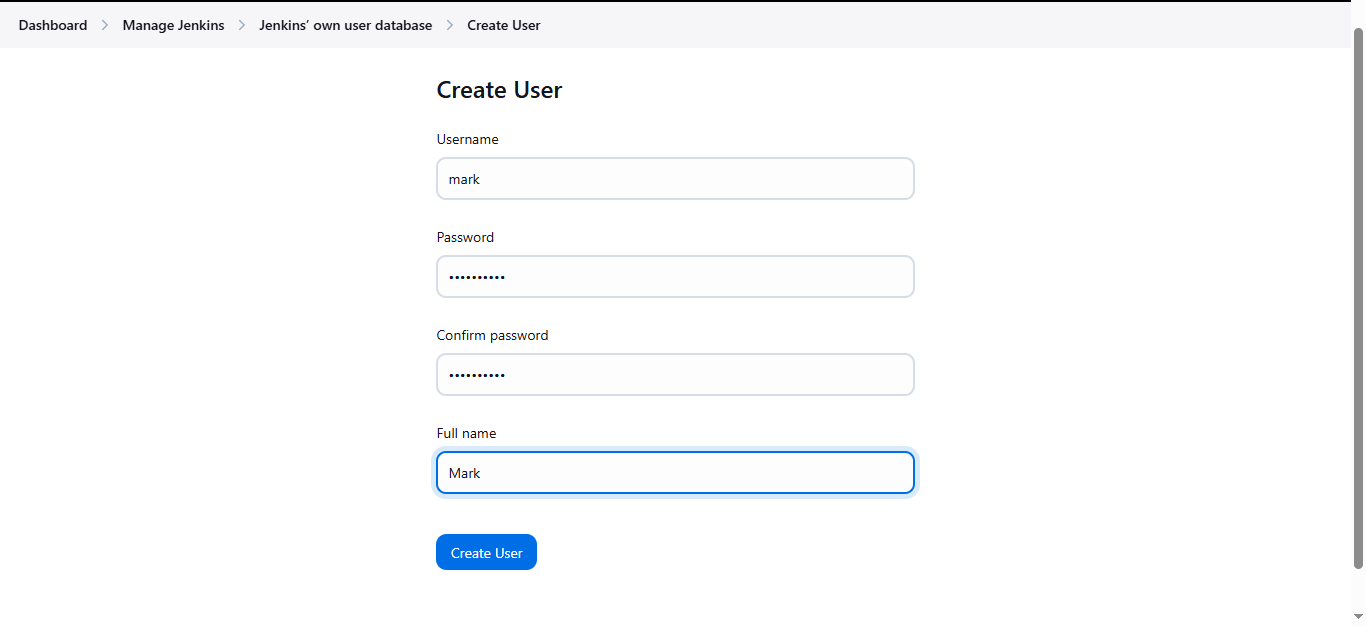 Dashboard > Manage Jenkins > Jenkins' own user database > Create User
Create User
Username
mark
Password
••••••••••
Confirm password
••••••••••
Full name
Mark
Create User